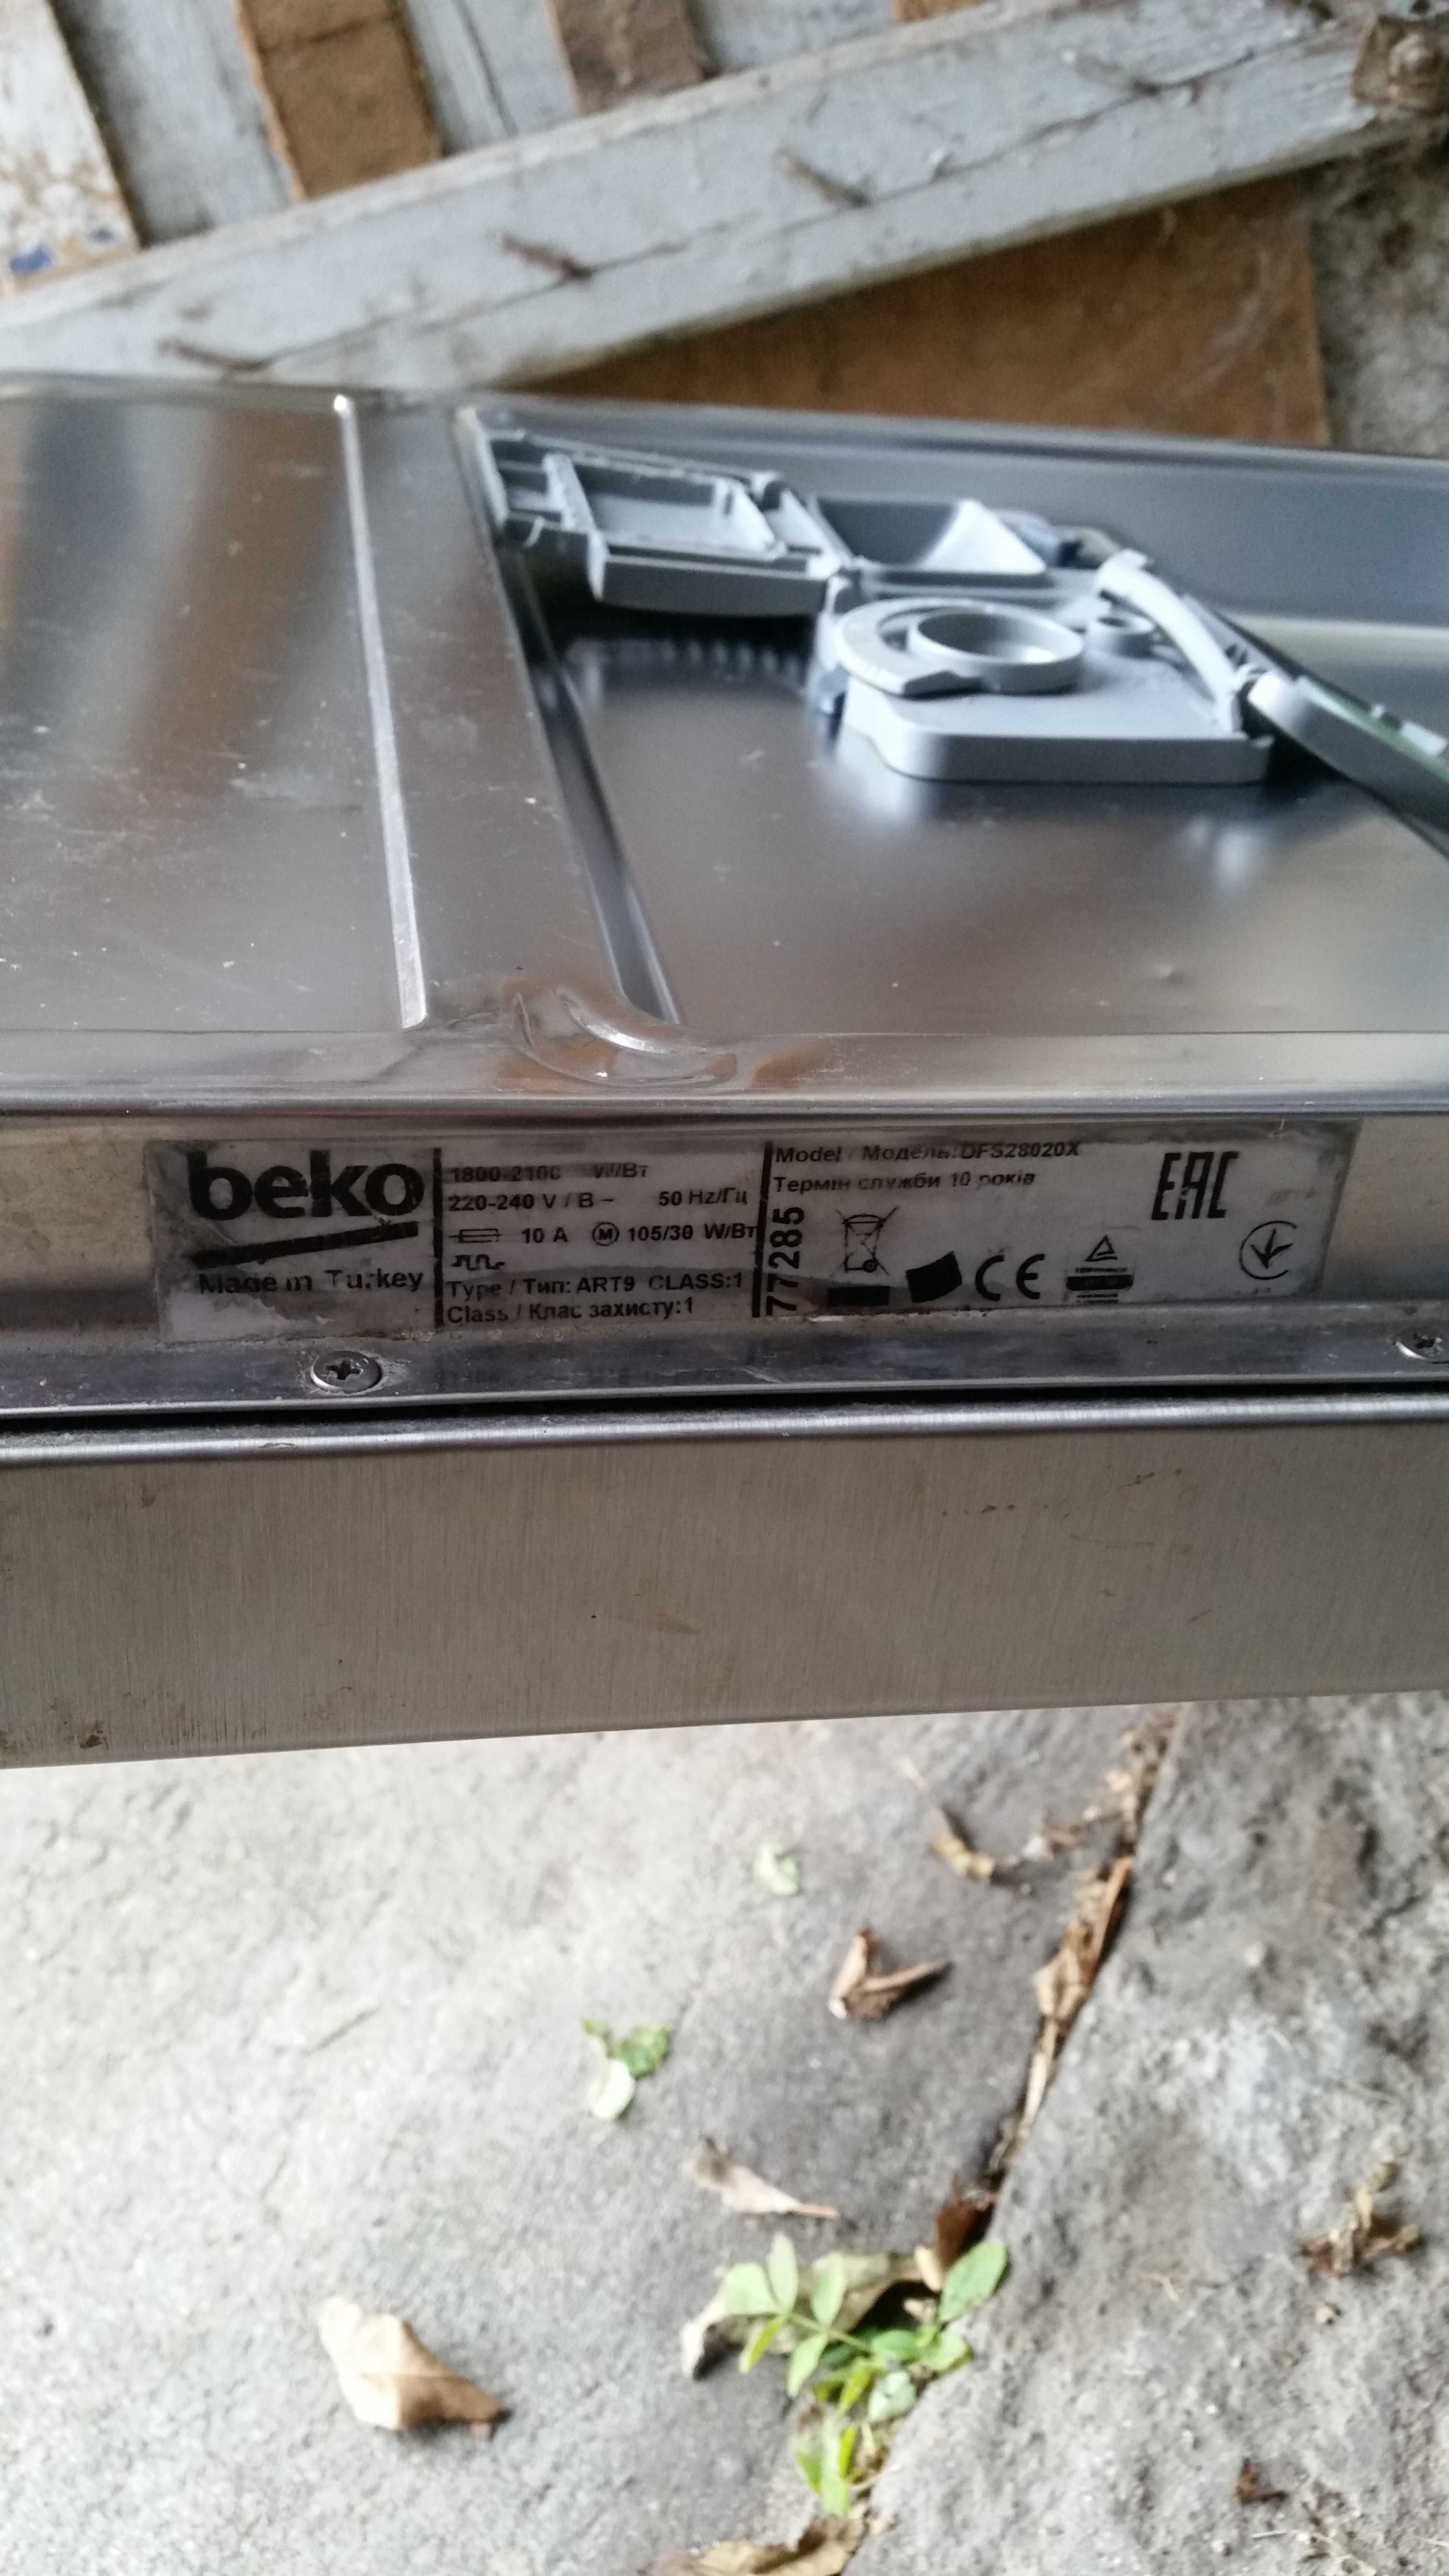 beko
Made in Turkey
1800-2100 W/Вт
220-240 V / В ~ 50 Hz/Гц
10 A M 105/30 W/Вт
Type / Тип: ART9 CLASS:1
Class / Клас захисту:1
77285
Model / Модель:DFS28020X
Термін служби 10 років
EAC
CE